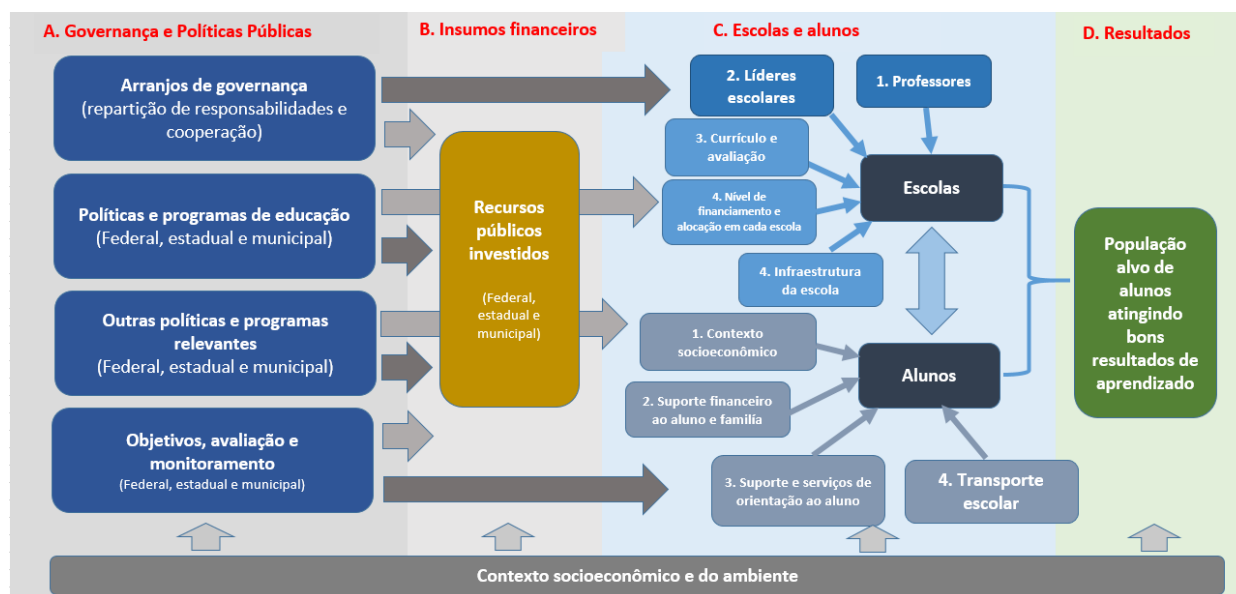 A. Governança e Políticas Públicas
Arranjos de governança
(repartição de responsabilidades e
cooperação)
Políticas e programas de educação
(Federal, estadual e municipal)
Outras políticas e programas
relevantes
(Federal, estadual e municipal)
Objetivos, avaliação e
monitoramento
(Federal, estadual e municipal)
B. Insumos financeiros
Recursos
públicos
investidos
(Federal,
estadual e
municipal)
C. Escolas e alunos
2. Líderes
escolares
1. Professores
3. Currículo e
avaliação
4. Nível de
financiamento e
alocação em cada escola
4. Infraestrutura
da escola
Escolas
1. Contexto
socioeconômico
2. Suporte financeiro
ao aluno e familía
3. Suporte e serviços de
orientação ao aluno
4. Transporte
escolar
Alunos
D. Resultados
População
alvo de
alunos
atingindo
bons
resultados de
aprendizado
Contexto socioeconômico e do ambiente